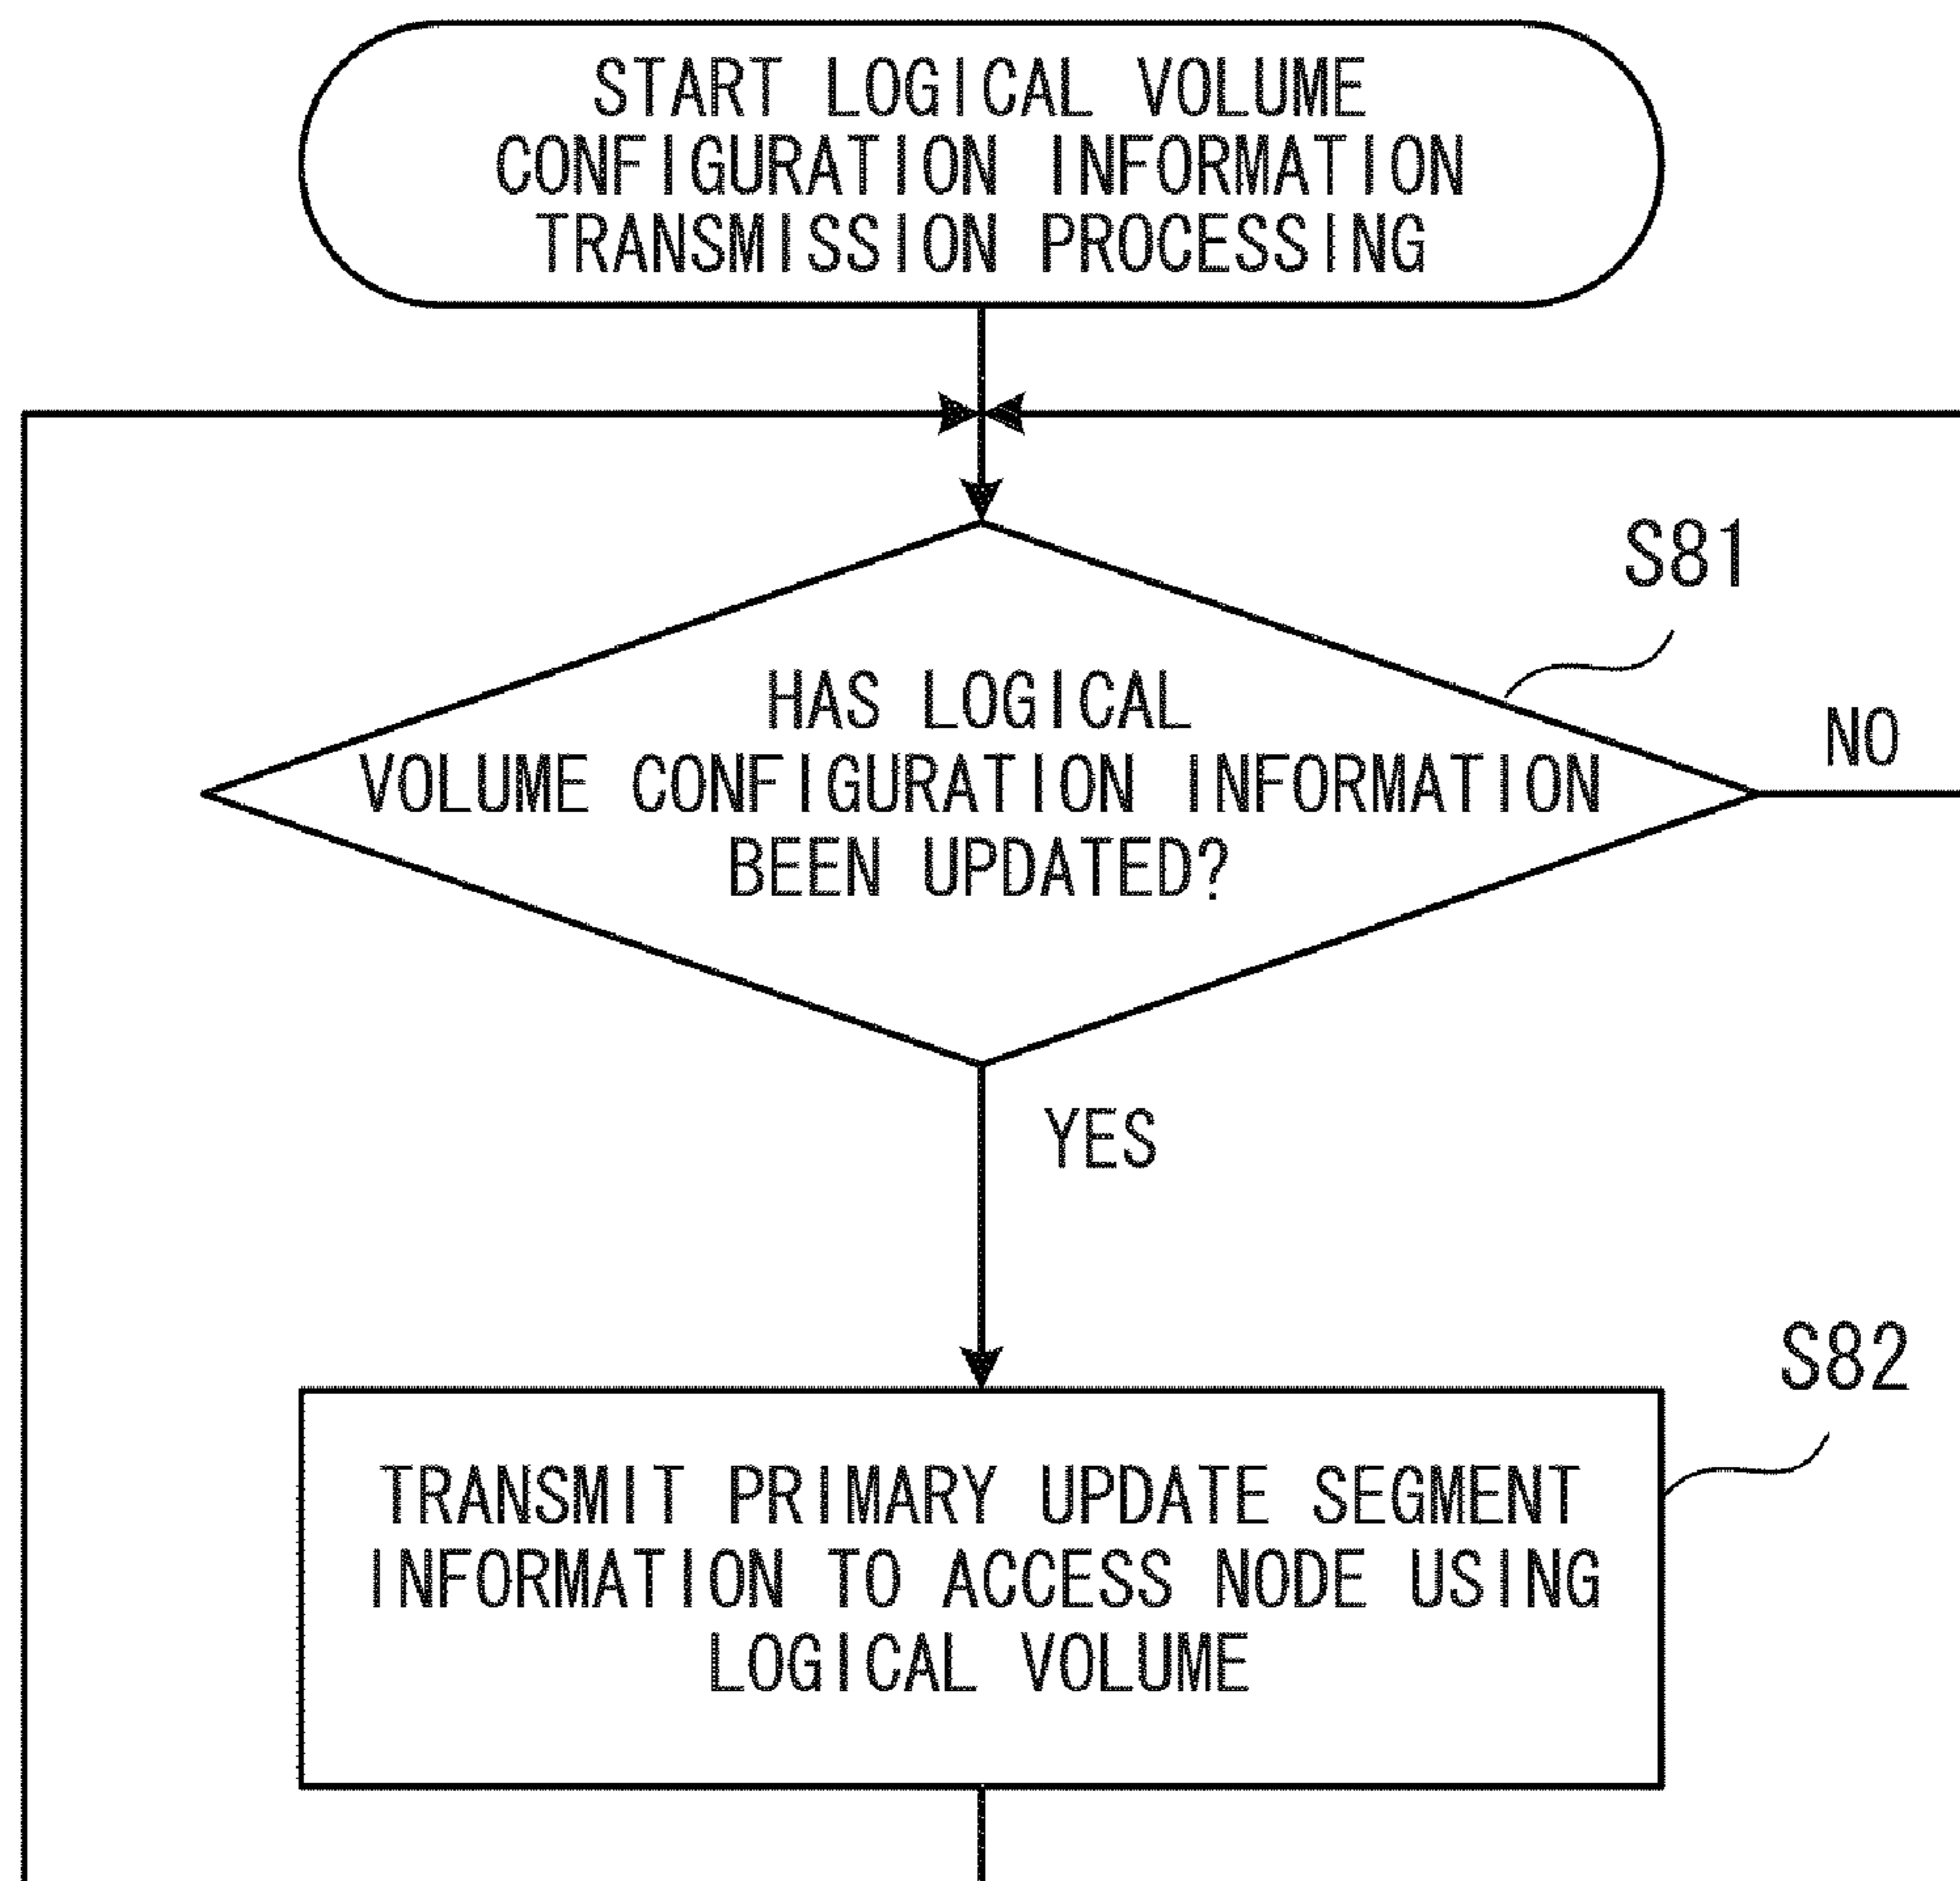 START LOGICAL VOLUME
CONFIGURATION INFORMATION
TRANSMISSION PROCESSING
S81
HAS LOGICAL
VOLUME CONFIGURATION INFORMATION
BEEN UPDATED?
NO
YES
S82
TRANSMIT PRIMARY UPDATE SEGMENT
INFORMATION TO ACCESS NODE USING
LOGICAL VOLUME